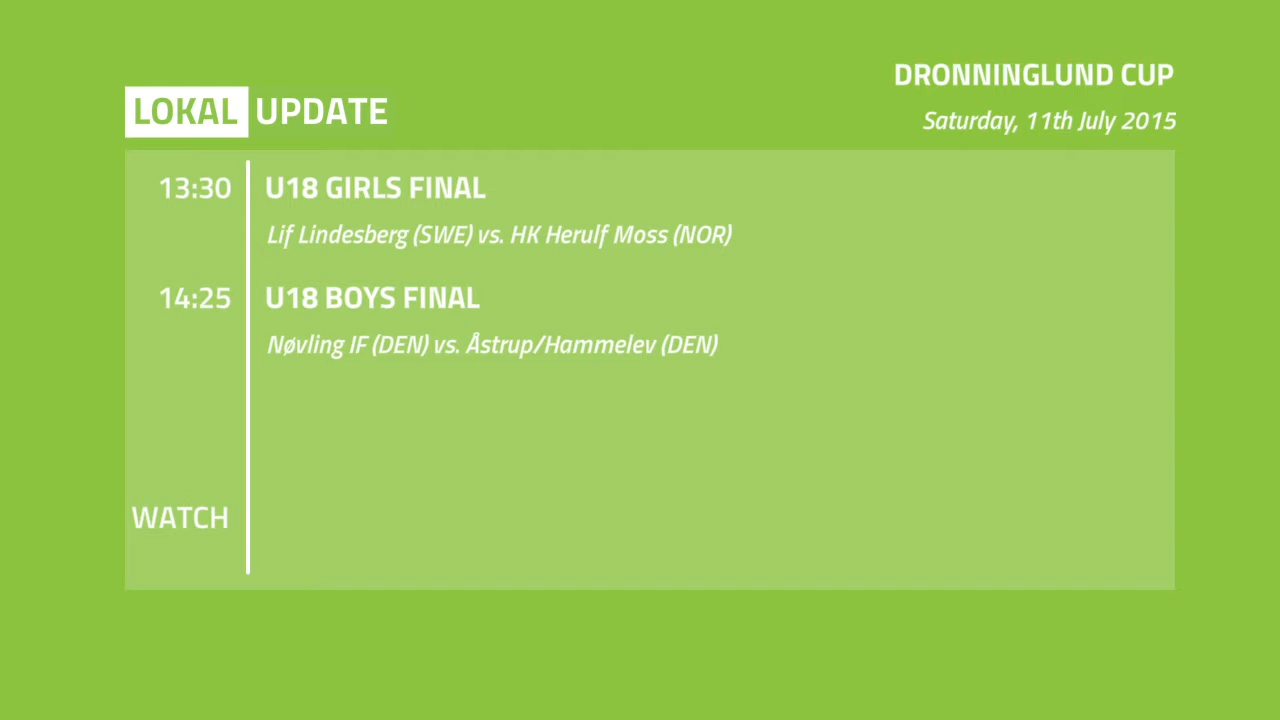 DRONNINGLUND CUP
LOKAL UPDATE
Saturday, 11th July 2015
13:30 U18 GIRLS FINAL
Lif Lindesberg (SWE) vs. HK Herulf Moss (NOR)
14:25 U18 BOYS FINAL
Nøvling IF (DEN) vs. Åstrup/Hammelev (DEN)
WATCH